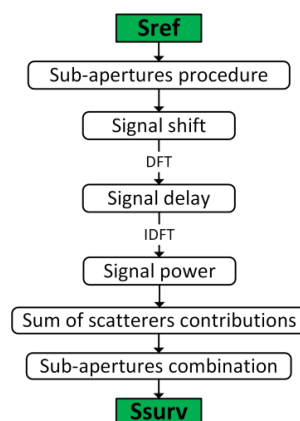 Sref
Sub-apertures procedure
Signal shift
DFT
Signal delay
IDFT
Signal power
Sum of scatterers contributions
Sub-apertures combination
Ssurv